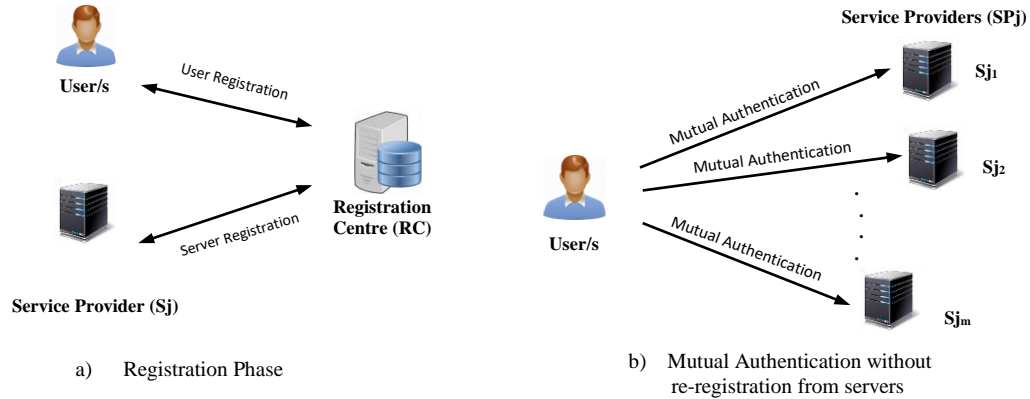 User/s
User Registration
Registration
Centre (RC)
Server Registration
Service Provider (Sj)
a) Registration Phase
Service Providers (SPj)
Sj1
Mutual Authentication
Mutual Authentication
Sj2
User/s
Mutual Authentication
Sjm
b) Mutual Authentication without
re-registration from servers